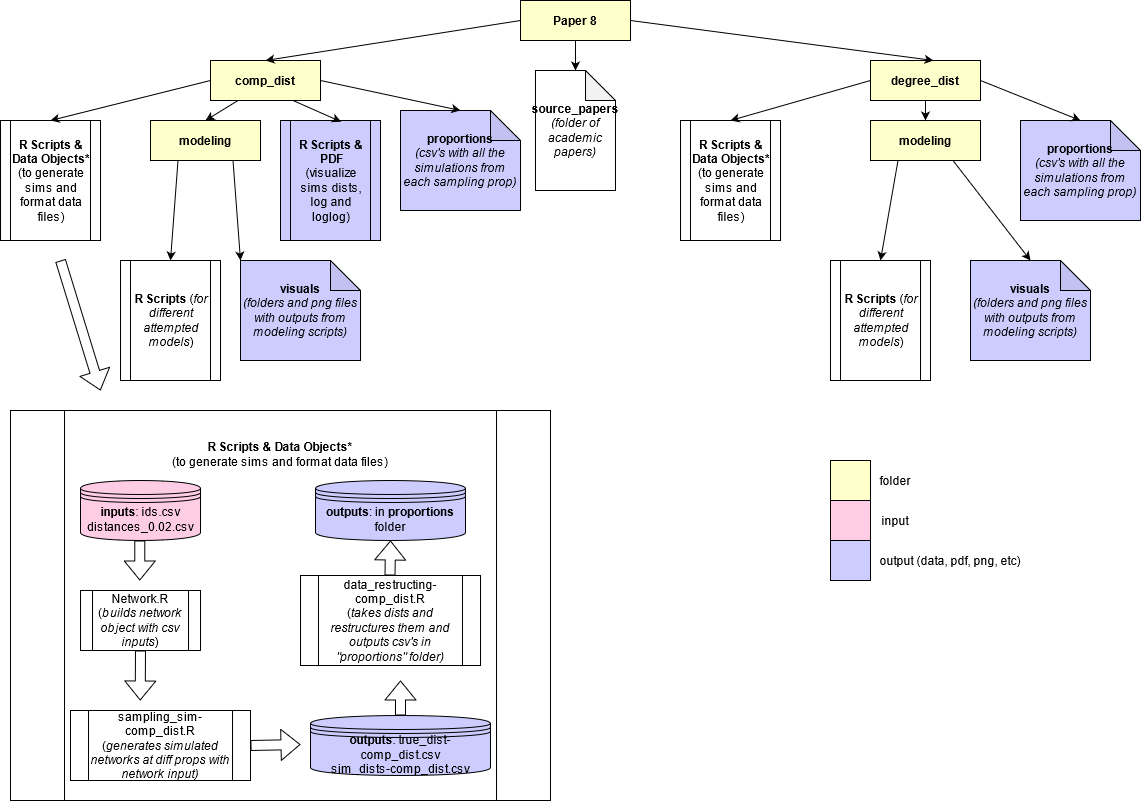 Paper 8
comp_dist
degree_dist
R Scripts &
Data Objects*
(to generate
sims and
format data
files)
modeling
R Scripts &
PDF
(visualize
sims dists,
log and
loglog)
proportions
(csv's with all the
simulations from
each sampling prop)
source_papers
(folder of
academic
papers)
R Scripts &
Data Objects*
(to generate
sims and
format data
files)
modeling
proportions
(csv's with all the
simulations from
each sampling prop)
R Scripts (for
different
attempted
models)
visuals
(folders and png files
with outputs from
modeling scripts)
R Scripts (for
different
attempted
models)
visuals
(folders and png files
with outputs from
modeling scripts)
R Scripts & Data Objects*
(to generate sims and format data files)
inputs: ids.csv
distances_0.02.csv
outputs: in proportions
folder
Network.R
(builds network
object with csv
inputs)
data_restructing-
comp_dist.R
(takes dists and
restructures them and
outputs csv's in
"proportions" folder)
sampling_sim-
comp_dist.R
(generates simulated
networks at diff props with
network input)
outputs: true_dist-
comp_dist.csv
sim_dists-comp_dist.csv
folder
input
output (data, pdf, png, etc)